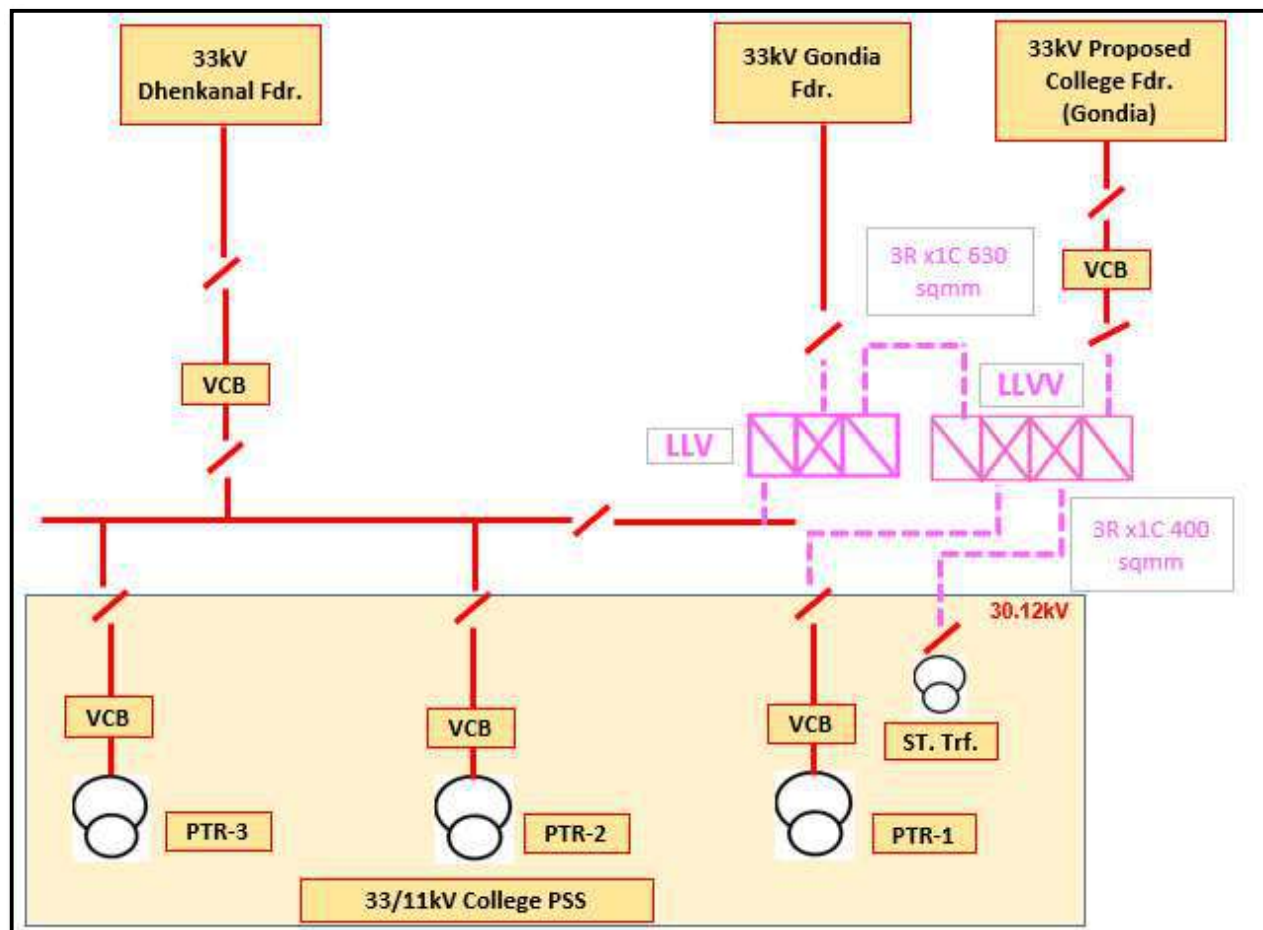 33kV
Dhenkanal Fdr.
33kV Gondia
Fdr.
33kV Proposed
College Fdr.
(Gondia)
3R x1C 630
sqmm
VCB
VCB
LLVV
LLV
3R x1C 400
sqmm
30.12kV
VCB
VCB
VCB
ST. Trf.
PTR-3
PTR-2
PTR-1
33/11kV College PSS